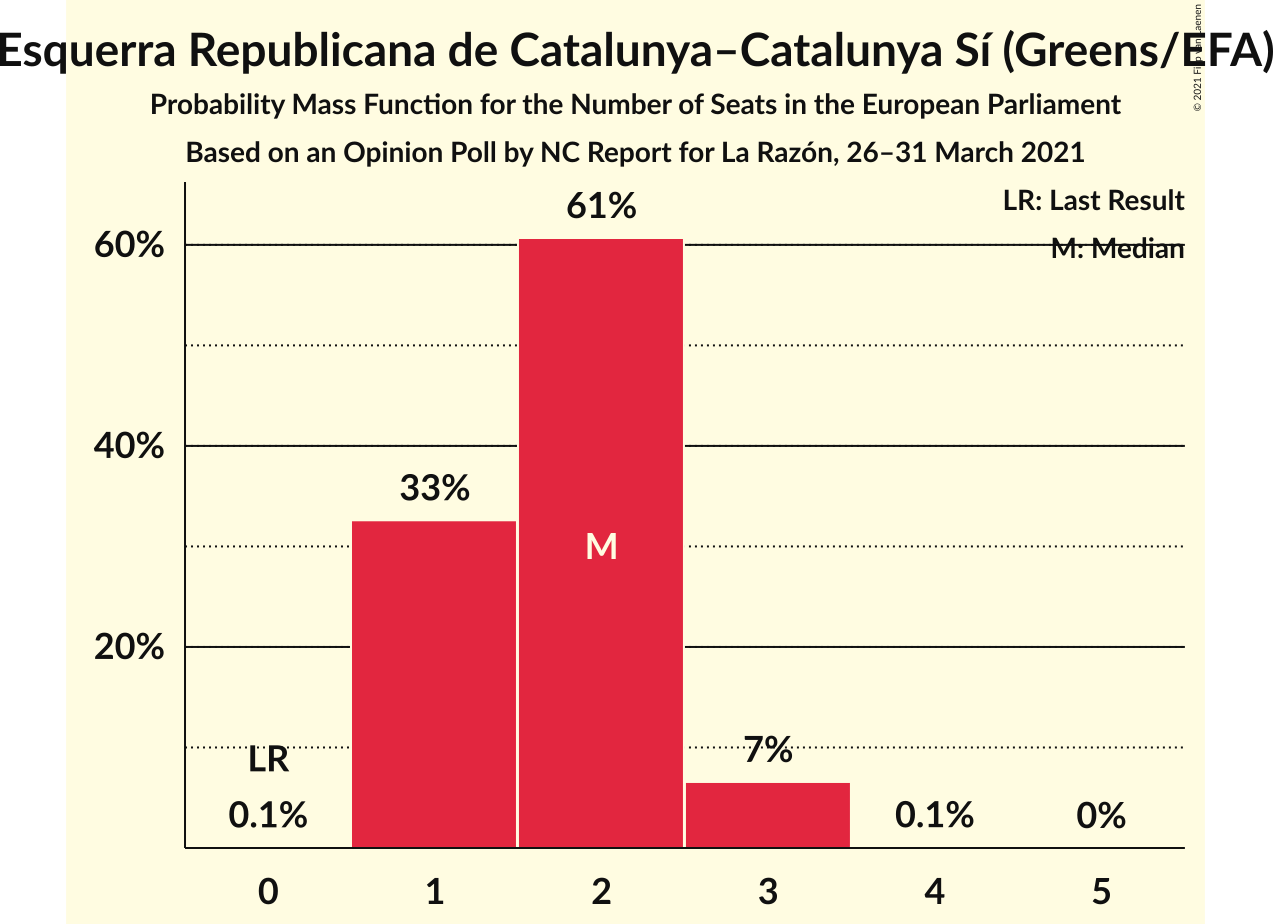 Esquerra Republicana de Catalunya–Catalunya Sí (Greens/EFA)
Probability Mass Function for the Number of Seats in the European Parliament
Based on an Opinion Poll by NC Report for La Razón, 26–31 March 2021
© 2021
LR: Last Result
M: Median
61%
60%
40%
33%
M
20%
LR
7%
0.1%
0.1%
0%
0 1 2 3 4 5